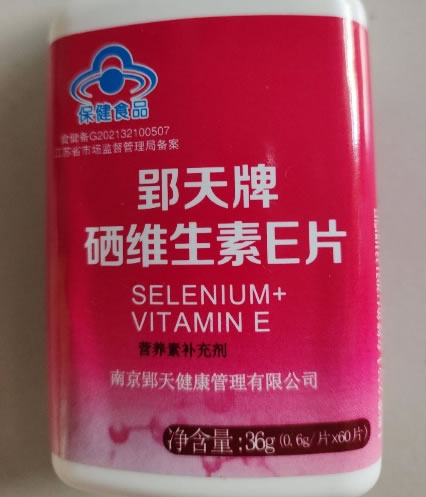 保健食品
食健备G202132100507
江苏省市场监督管理局备案
郢天牌
硒维生素E片
SELENIUM+
VITAMIN E
营养素补充剂
南京郢天健康管理有限公司
净含量:36g(0.6g/片×60片)